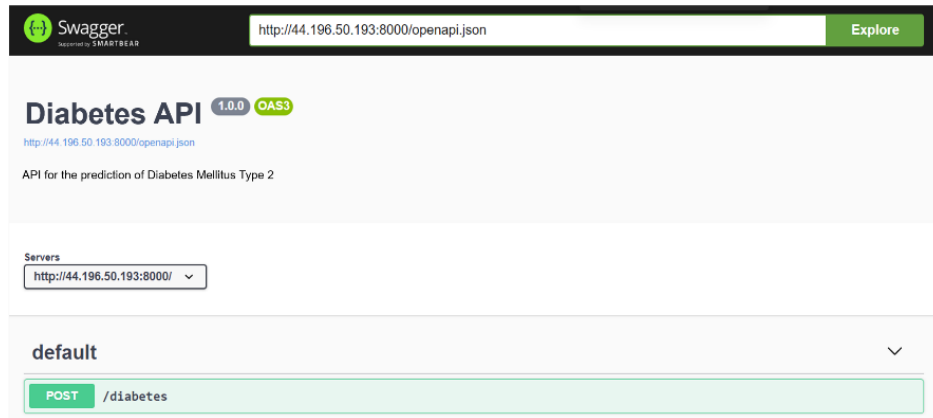 Swagger.
Supported by SMARTBEAR
http://44.196.50.193:8000/openapi.json
Explore
Diabetes API 1.0.0 OAS3
http://44.196.50.193:8000/openapi.json
API for the prediction of Diabetes Mellitus Type 2
Servers
http://44.196.50.193:8000/
default
POST /diabetes